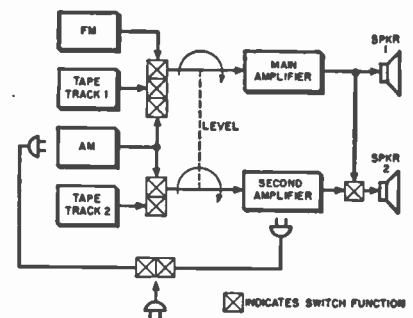 FM
SPKR
1
TAPE
TRACK 1
MAIN
AMPLIFIER
LEVEL
AM
SPKR
2
TAPE
TRACK 2
SECOND
AMPLIFIER
INDICATES SWITCH FUNCTION